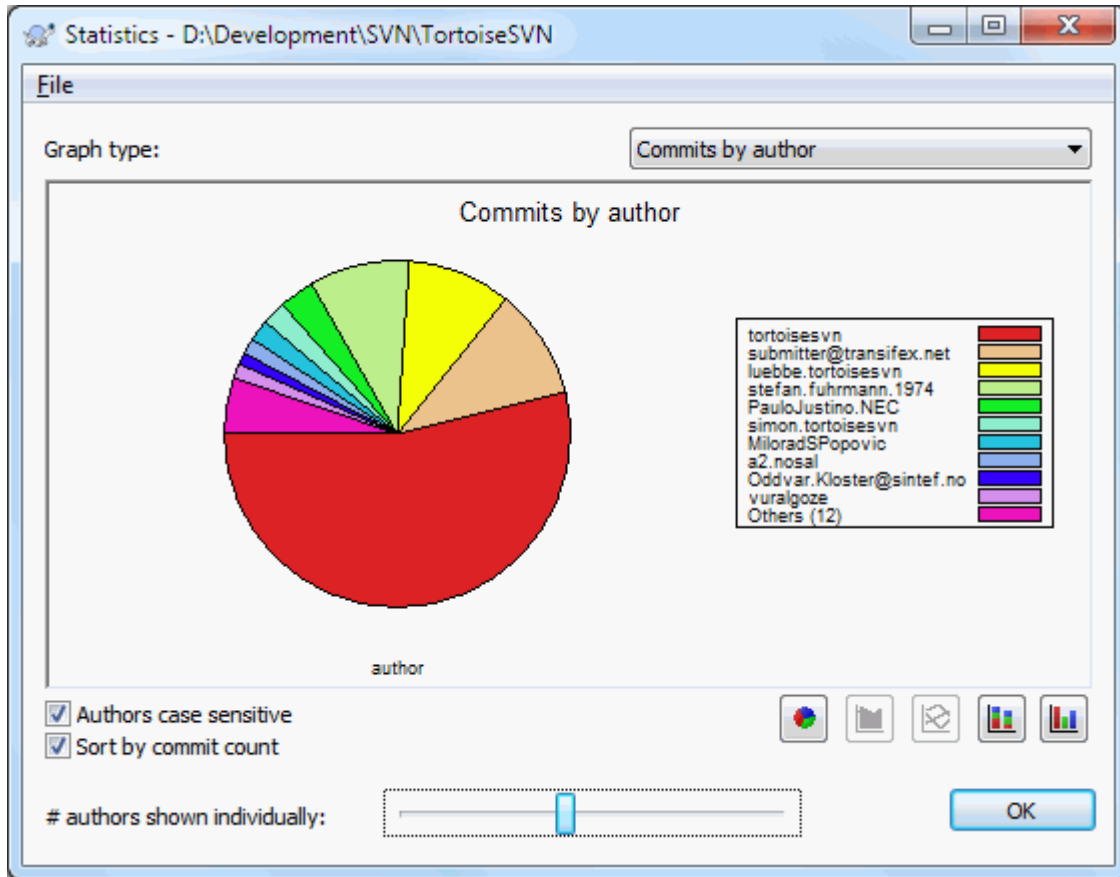 Statistics - D:\Development\SVN\TortoiseSVN
File
Graph type:
Commits by author
Commits by author
tortoisesvn
submitter@transifex.net
luebbe.tortoisesvn
stefan.fuhrmann.1974
PauloJustino.NEC
simon.tortoisesvn
MiloradSPopovic
a2.nosal
Oddvar.Kloster@sintef.no
vuralgoze
Others (12)
author
Authors case sensitive
Sort by commit count
# authors shown individually:
OK